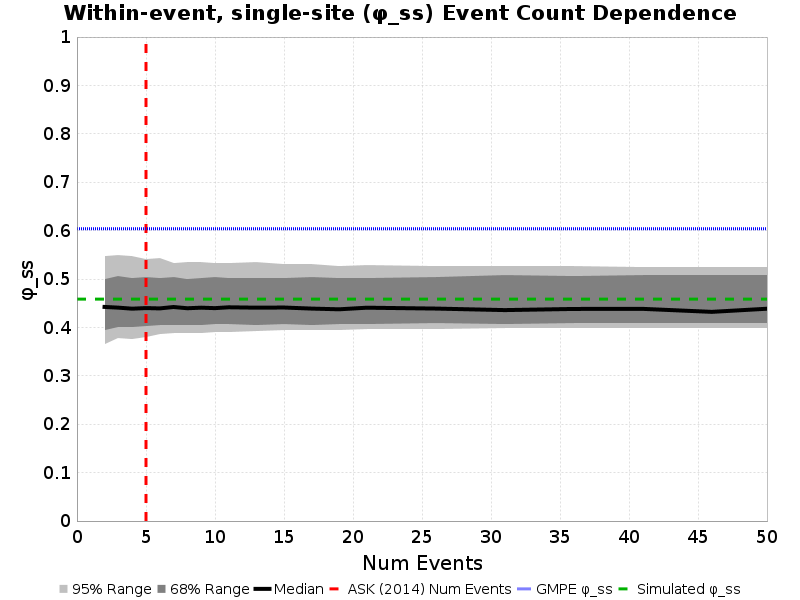 Within-event, single-site (φ_ss) Event Count Dependence
1
0.9
0.8
0.7
0.6
0.5
0.4
0.3
0.2
0.1
0
φ_ss
0 5 10 15 20 25 30 35 40 45 50
Num Events
95% Range 68% Range Median ASK (2014) Num Events GMPE φ_ss Simulated φ_ss